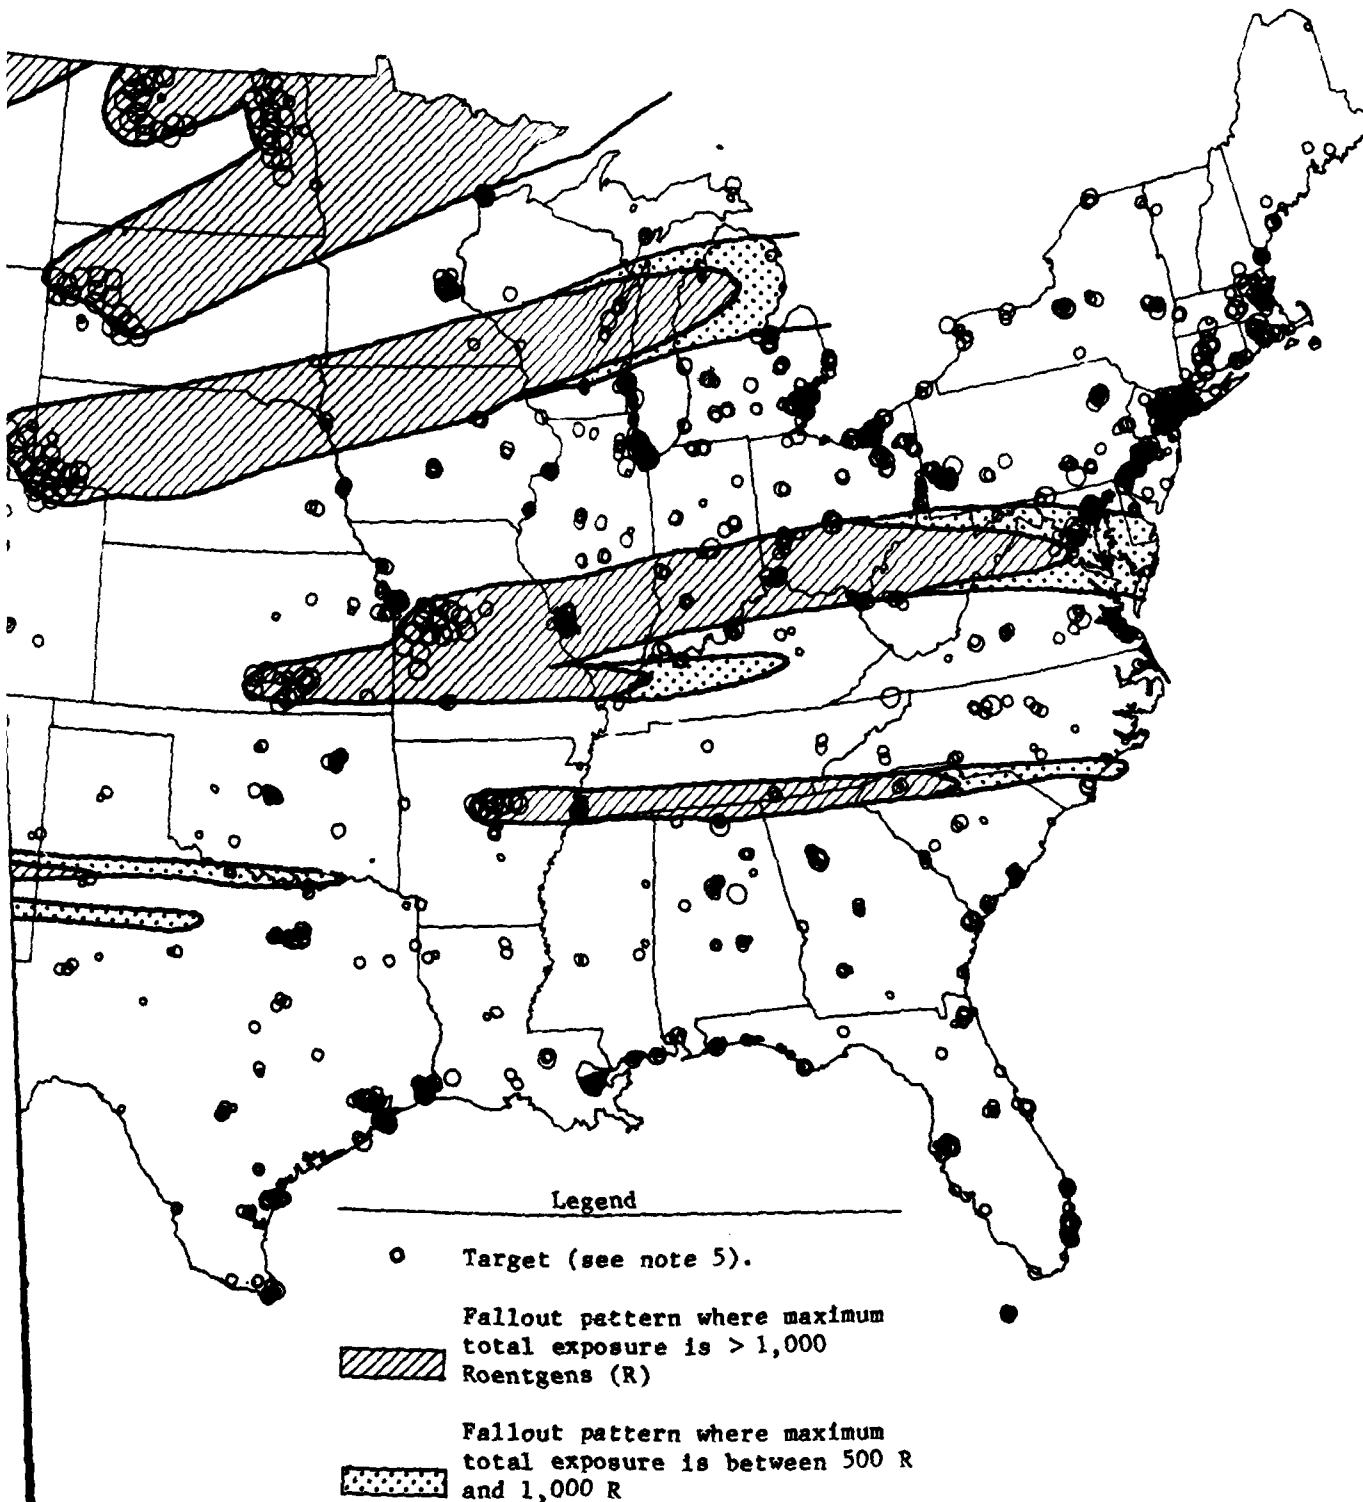 Legend
Target (see note 5).
Fallout pattern where maximum
total exposure is > 1,000
Roentgens (R)
Fallout pattern where maximum
total exposure is between 500 R
and 1,000 R